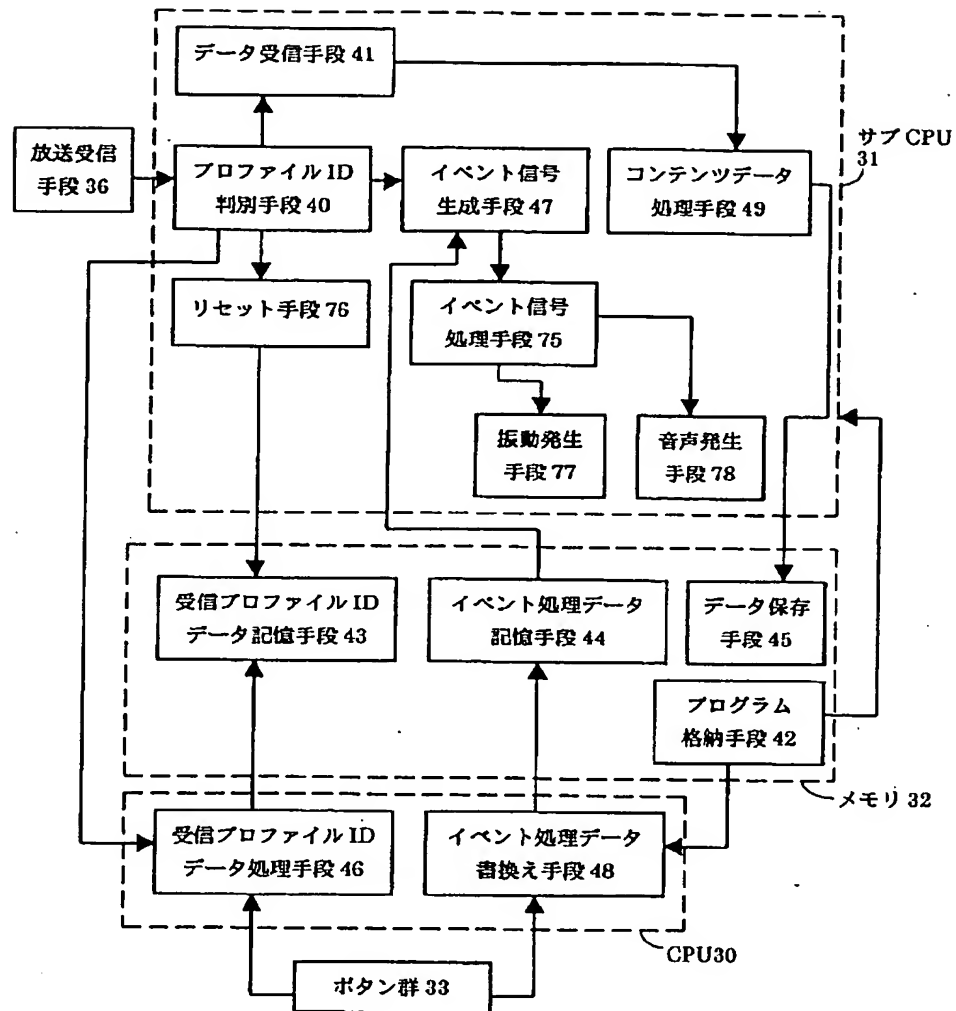 データ受信手段 41
サブ CPU
31
放送受信
手段 36
プロファイル ID
判別手段 40
イベント信号
生成手段 47
コンテンツデータ
処理手段 49
リセット手段 76
イベント信号
処理手段 75
振動発生
手段 77
音声発生
手段 78
受信プロファイル ID
データ記憶手段 43
イベント処理データ
記憶手段 44
データ保存
手段 45
プログラム
格納手段 42
メモリ 32
受信プロファイル ID
データ処理手段 46
イベント処理データ
書換え手段 48
CPU30
ボタン群 33